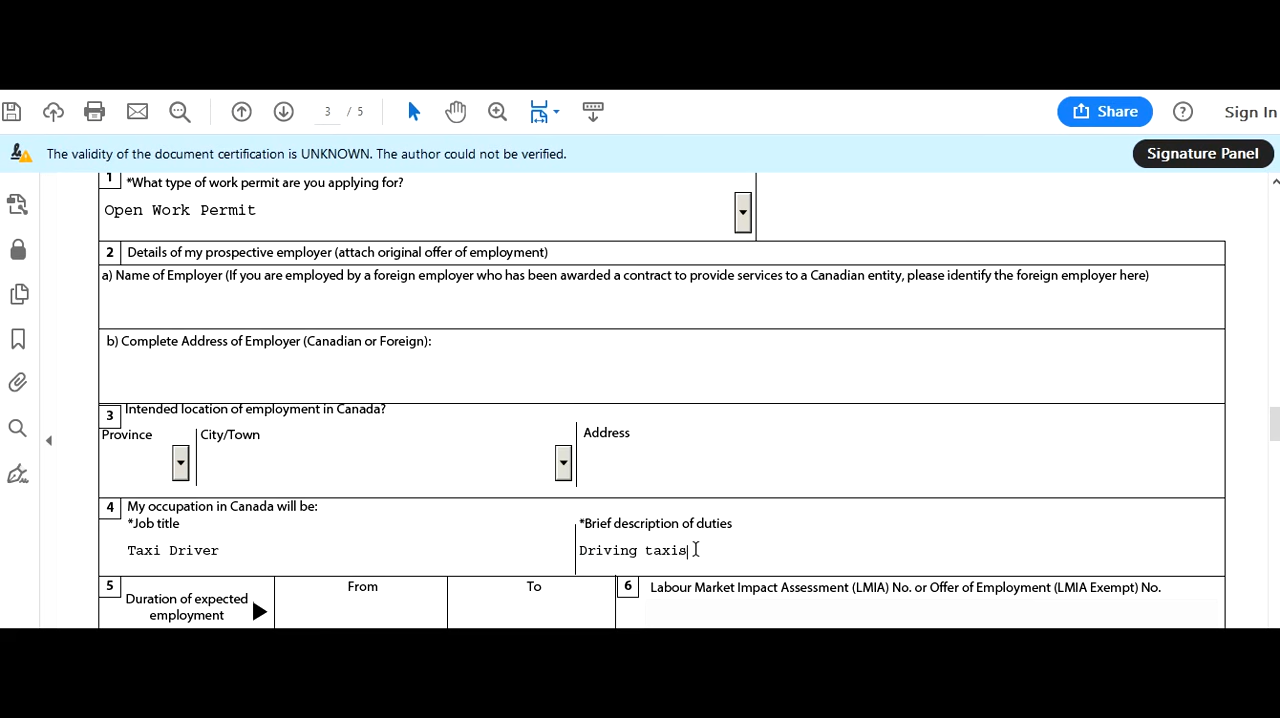 3 / 5
Share
Sign In
The validity of the document certification is UNKNOWN. The author could not be verified.
Signature Panel
1 *What type of work permit are you applying for?
Open Work Permit
2 Details of my prospective employer (attach original offer of employment)
a) Name of Employer (If you are employed by a foreign employer who has been awarded a contract to provide services to a Canadian entity, please identify the foreign employer here)
b) Complete Address of Employer (Canadian or Foreign):
3 Intended location of employment in Canada?
Province City/Town Address
4 My occupation in Canada will be:
*Job title *Brief description of duties
Taxi Driver Driving taxis
5 Duration of expected employment From To 6 Labour Market Impact Assessment (LMIA) No. or Offer of Employment (LMIA Exempt) No.